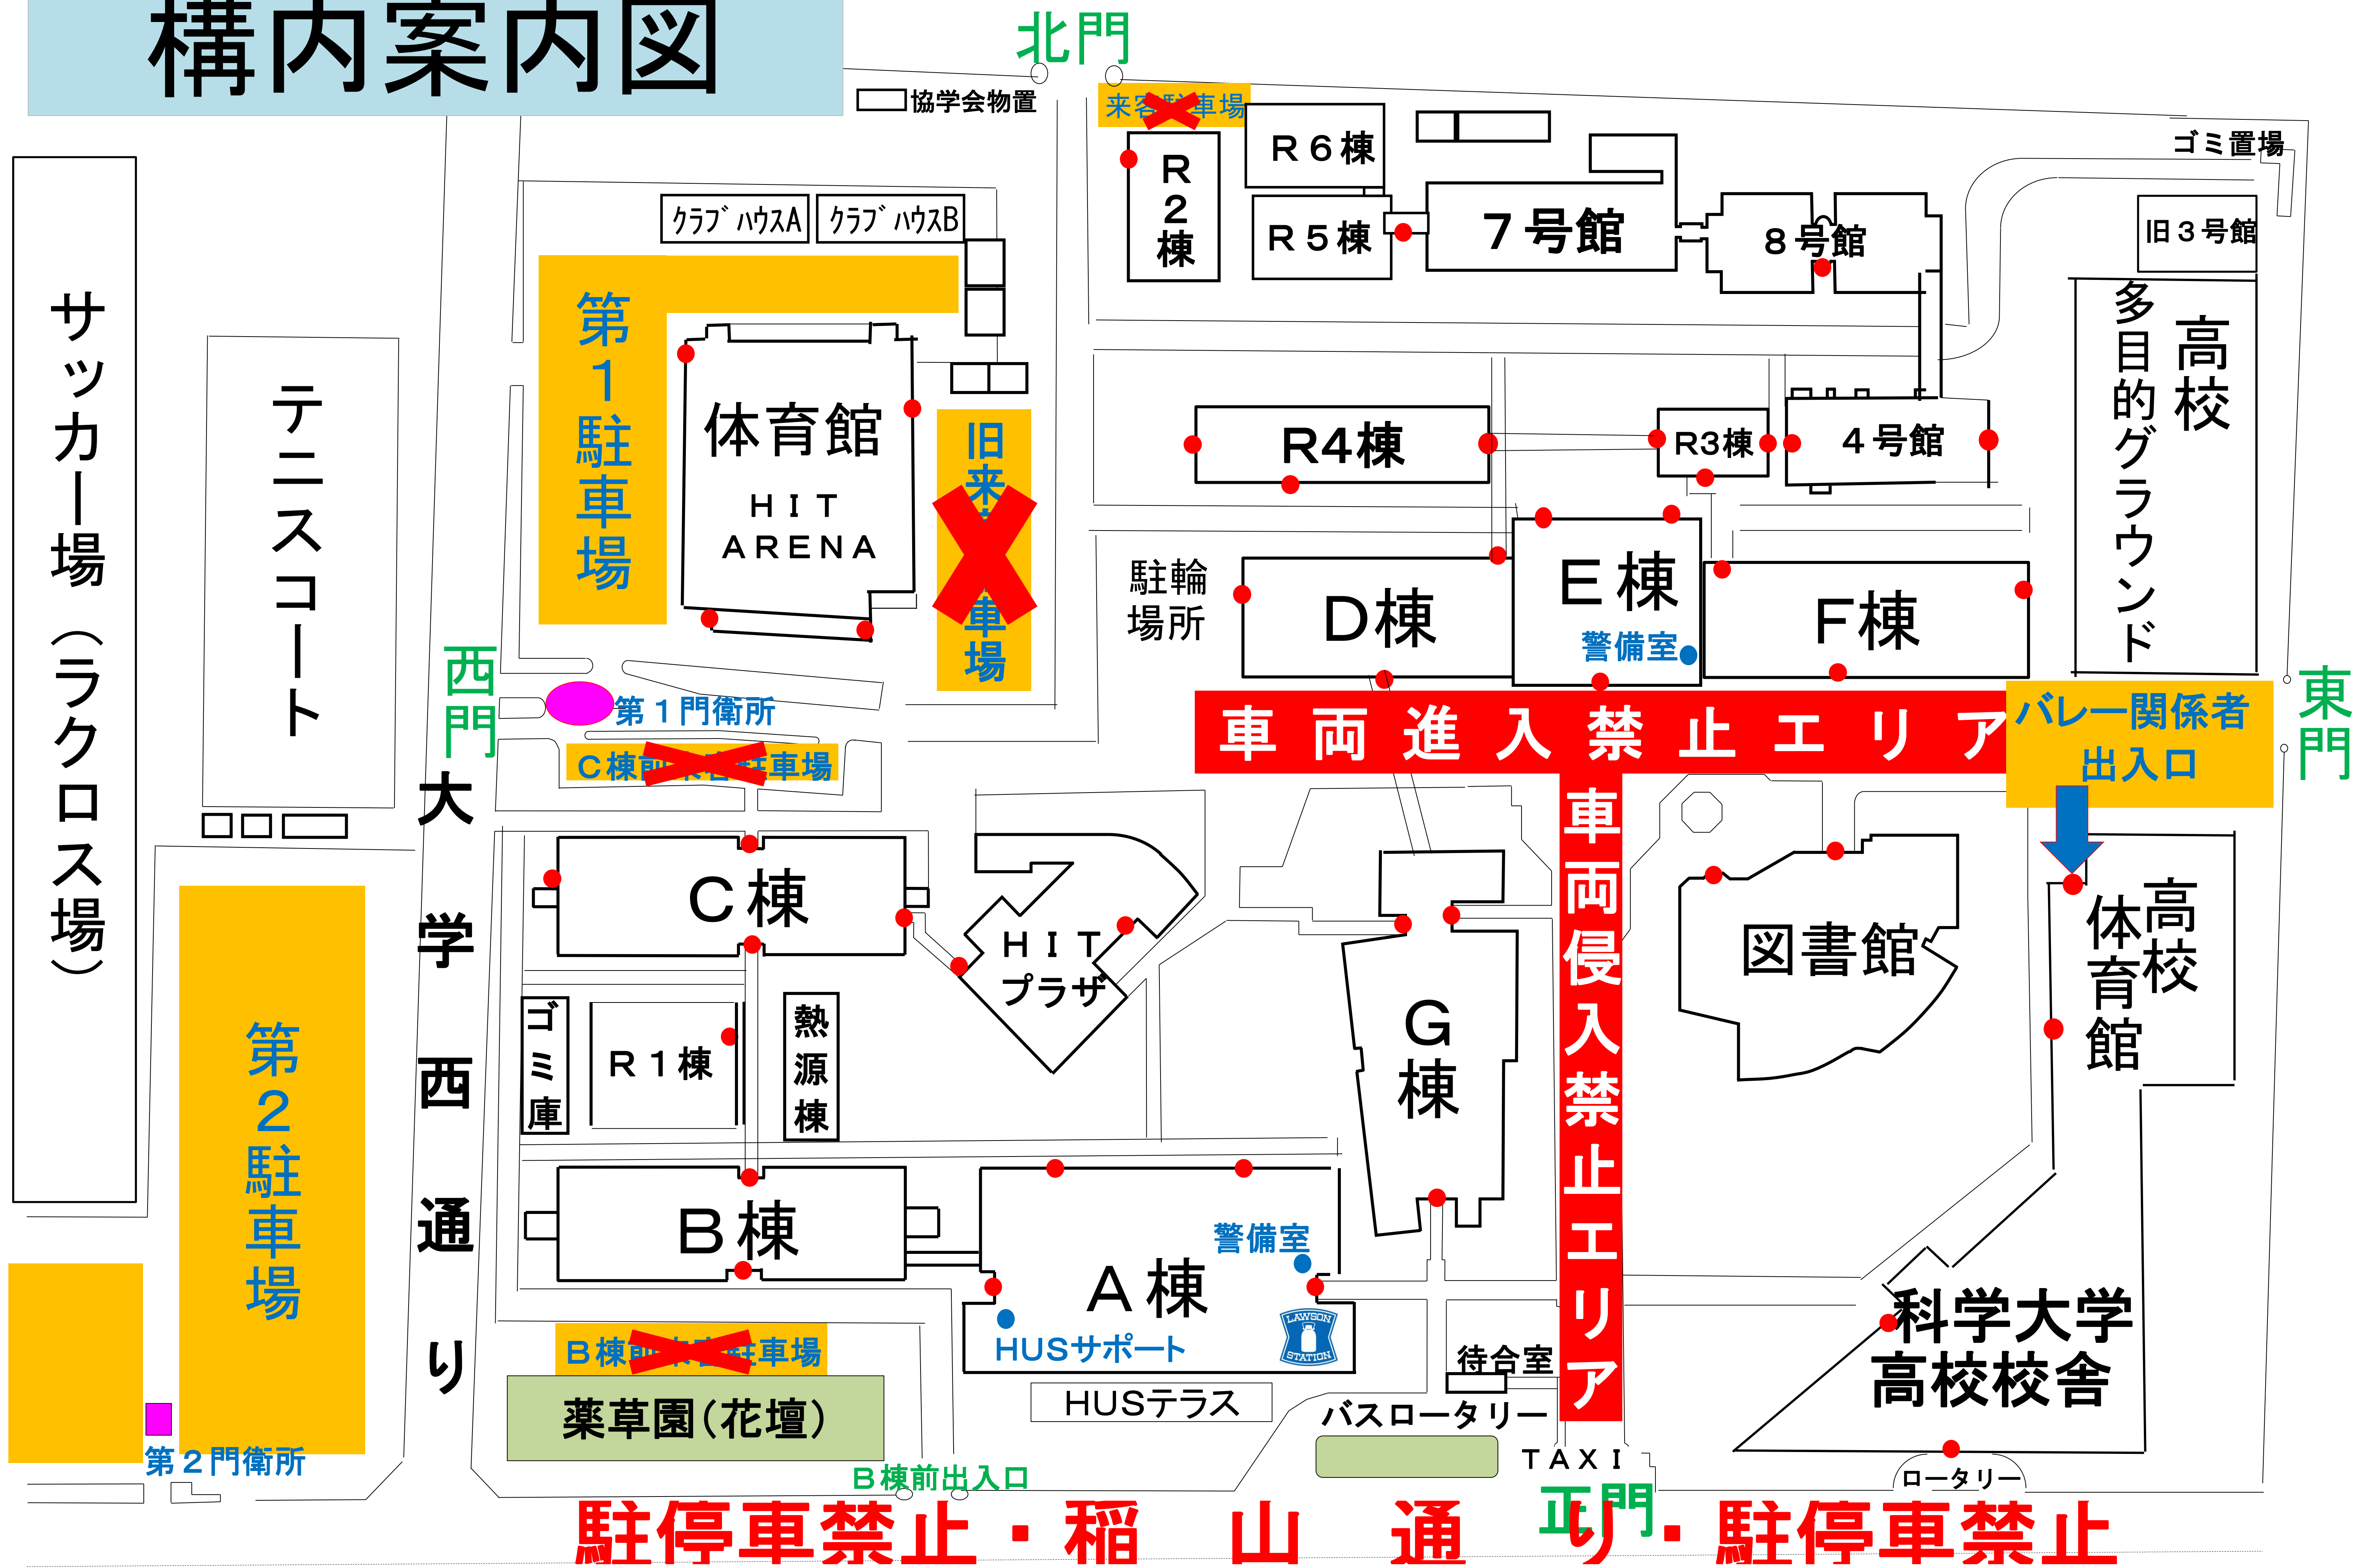 構内案内図
北門
協学会物置
来客駐車場
R2棟
R6棟
R5棟
7号館
8号館
ゴミ置場
旧3号館
クラブハウスA
クラブハウスB
第1駐車場
体育館
HIT
ARENA
旧来
車場
R4棟
R3棟
4号館
高校
多目的グラウンド
サッカー場(ラクロス場)
テニスコート
駐輪
場所
D棟
E棟
警備室
F棟
西門
第1門衛所
C棟前来客駐車場
車両進入禁止エリア
バレー関係者
出入口
東門
大学西通り
C棟
HIT
プラザ
G棟
車両侵入禁止エリア
図書館
高校
体育館
第2駐車場
ゴミ庫
R1棟
熱源棟
B棟
A棟
警備室
HUSサポート
LAWSON
STATION
科学大学
高校校舎
B棟前来客駐車場
薬草園(花壇)
HUSテラス
待合室
バスロータリー
TAXI
ロータリー
第2門衛所
B棟前出入口
正門
駐停車禁止・稲山通り・駐停車禁止